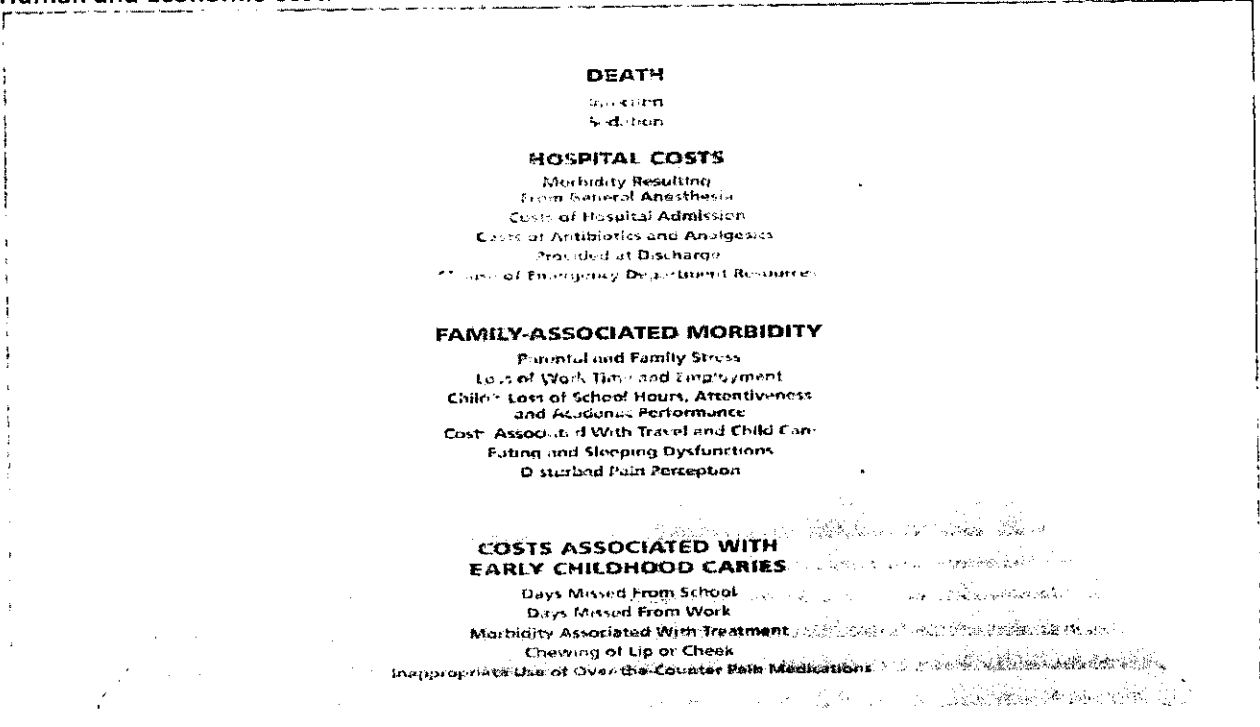 Human and economic cost
DEATH
Infection
Sedation
HOSPITAL COSTS
Morbidity Resulting
From General Anesthesia
Costs of Hospital Admission
Costs of Antibiotics and Analgesics
Provided at Discharge
of Emergency Department Resources
FAMILY-ASSOCIATED MORBIDITY
Parental and Family Stress
Loss of Work Time and Employment
Child's Loss of School Hours, Attentiveness
and Academic Performance
Costs Associated With Travel and Child Care
Eating and Sleeping Dysfunctions
Disturbed Pain Perception
COSTS ASSOCIATED WITH
EARLY CHILDHOOD CARIES
Days Missed From School
Days Missed From Work
Morbidity Associated With Treatment
Chewing of Lip or Cheek
Inappropriate Use of Over-the-Counter Pain Medications